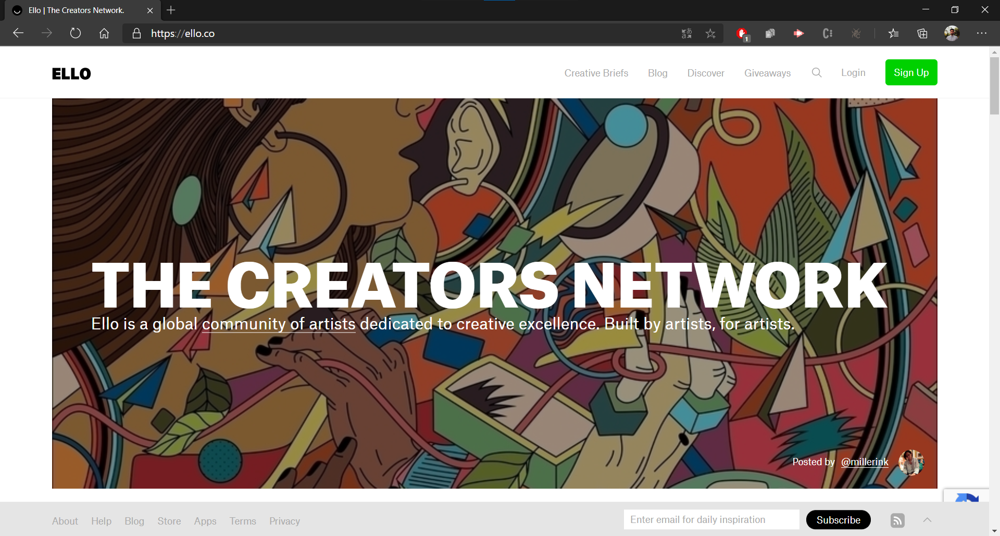 Ello | The Creators Network.
https://ello.co
1
ELLO
Creative Briefs
Blog
Discover
Giveaways
Login
Sign Up
THE CREATORS NETWORK
Ello is a global community of artists dedicated to creative excellence. Built by artists, for artists.
Posted by @millerink
About
Help
Blog
Store
Apps
Terms
Privacy
Enter email for daily inspiration
Subscribe